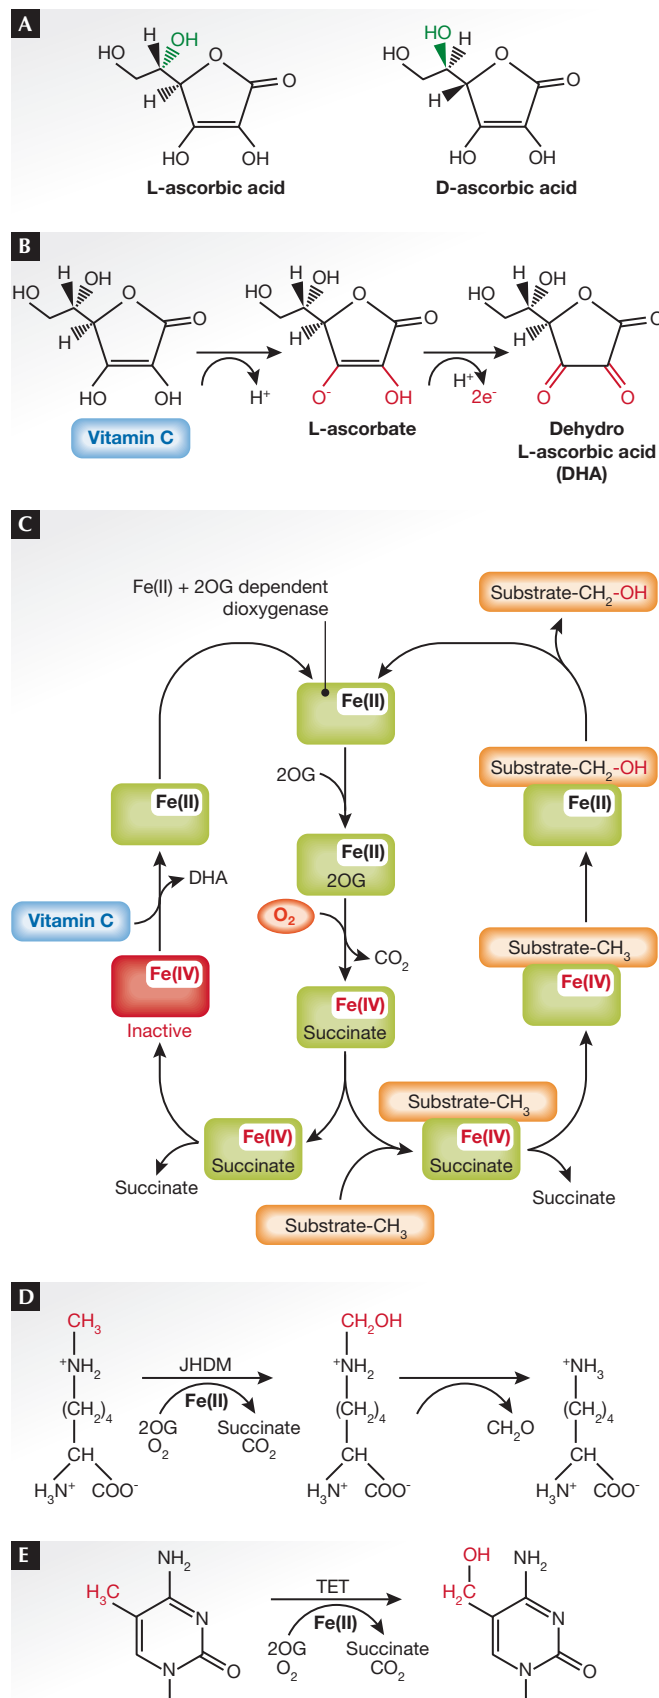 A
H
OH
HO
O
O
H
HO
OH
L-ascorbic acid
HO
H
HO
O
O
H
HO
OH
D-ascorbic acid
B
H
OH
HO
O
O
H
HO
OH
Vitamin C
H⁺
H
OH
HO
O
O
H
O⁻
OH
L-ascorbate
H⁺
2e⁻
H
OH
HO
O
O
H
O
O
Dehydro
L-ascorbic acid
(DHA)
C
Fe(II) + 2OG dependent
dioxygenase
Substrate-CH₂-OH
Fe(II)
2OG
Substrate-CH₂-OH
Fe(II)
Fe(II)
Fe(II)
2OG
DHA
Vitamin C
O₂
CO₂
Substrate-CH₃
Fe(IV)
Fe(IV)
Inactive
Fe(IV)
Succinate
Substrate-CH₃
Fe(IV)
Succinate
Fe(IV)
Succinate
Succinate
Succinate
Substrate-CH₃
D
CH₃
⁺NH₂
(CH₂)₄
CH
H₃N⁺ COO⁻
JHDM
Fe(II)
2OG
O₂
Succinate
CO₂
CH₂OH
⁺NH₂
(CH₂)₄
CH
H₃N⁺ COO⁻
CH₂O
⁺NH₃
(CH₂)₄
CH
H₃N⁺ COO⁻
E
NH₂
H₃C
N
N
O
TET
Fe(II)
2OG
O₂
Succinate
CO₂
OH
NH₂
H₂C
N
N
O